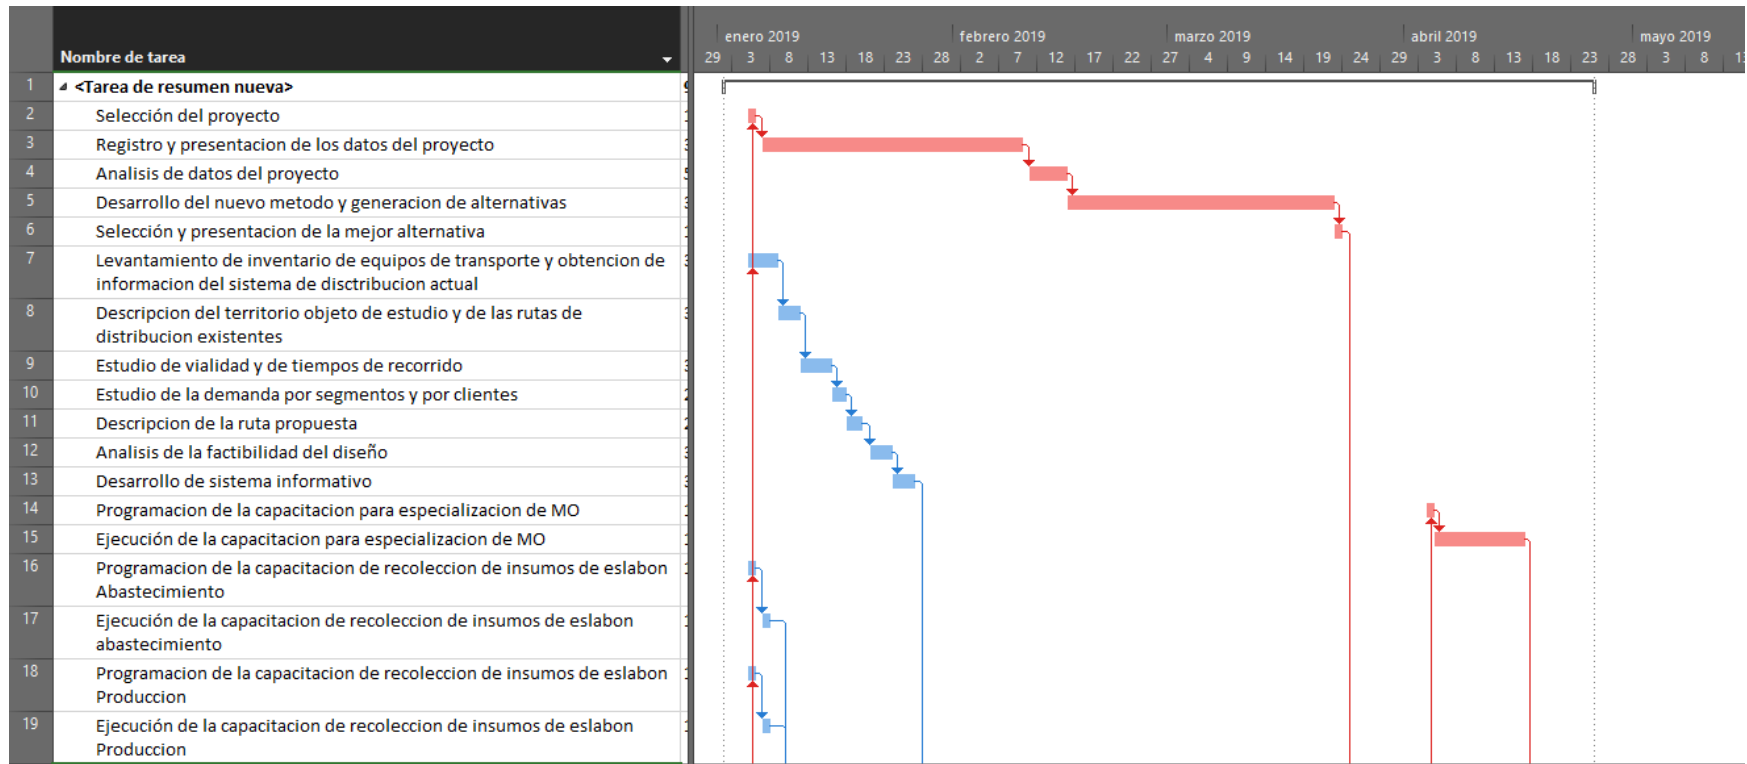 enero 2019 febrero 2019 marzo 2019 abril 2019 mayo 2019
Nombre de tarea 29 3 8 13 18 23 28 2 7 12 17 22 27 4 9 14 19 24 29 3 8 13 18 23 28 3 8
1 <Tarea de resumen nueva>
2 Selección del proyecto
3 Registro y presentacion de los datos del proyecto
4 Analisis de datos del proyecto
5 Desarrollo del nuevo metodo y generacion de alternativas
6 Selección y presentacion de la mejor alternativa
7 Levantamiento de inventario de equipos de transporte y obtencion de
informacion del sistema de disctribucion actual
8 Descripcion del territorio objeto de estudio y de las rutas de
distribucion existentes
9 Estudio de vialidad y de tiempos de recorrido
10 Estudio de la demanda por segmentos y por clientes
11 Descripcion de la ruta propuesta
12 Analisis de la factibilidad del diseño
13 Desarrollo de sistema informativo
14 Programacion de la capacitacion para especializacion de MO
15 Ejecución de la capacitacion para especializacion de MO
16 Programacion de la capacitacion de recoleccion de insumos de eslabon
Abastecimiento
17 Ejecución de la capacitacion de recoleccion de insumos de eslabon
abastecimiento
18 Programacion de la capacitacion de recoleccion de insumos de eslabon
Produccion
19 Ejecución de la capacitacion de recoleccion de insumos de eslabon
Produccion